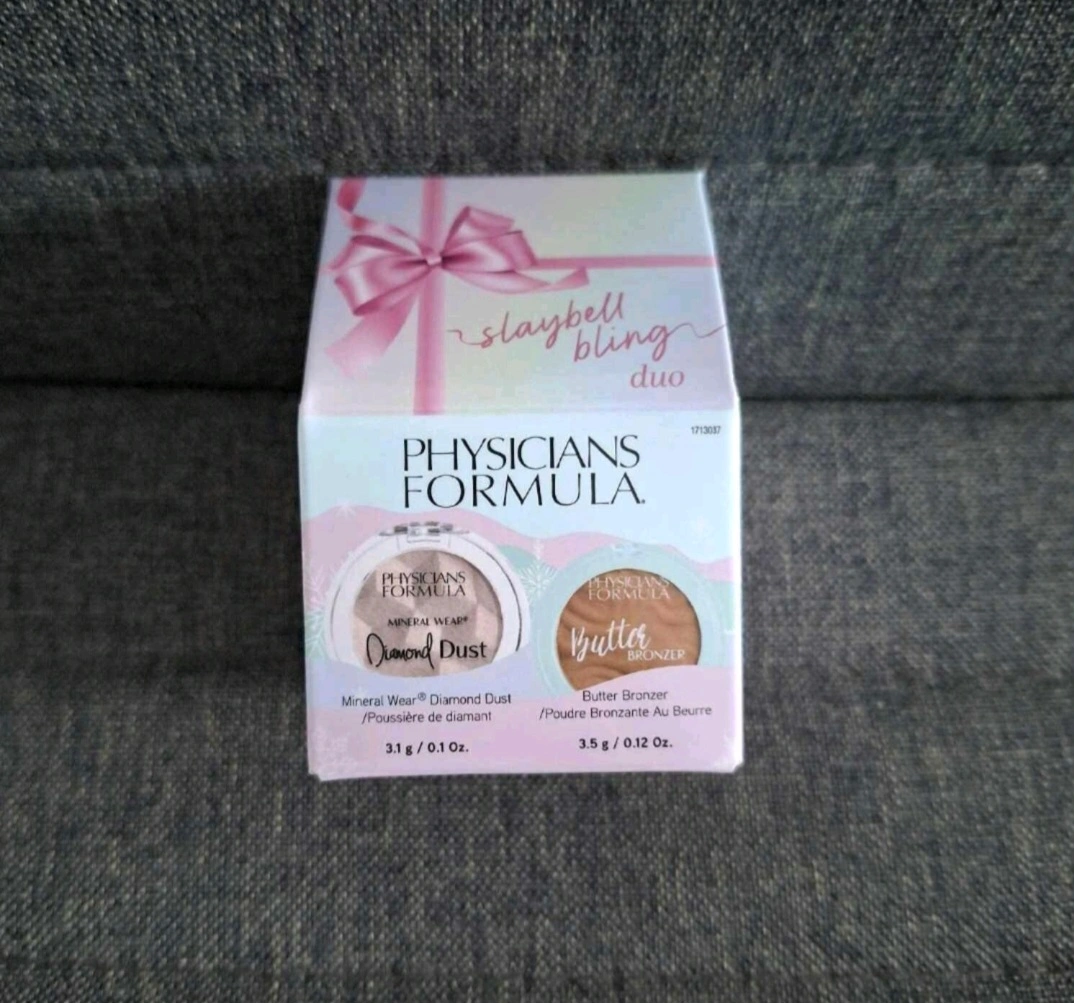 slaybell
bling
duo
1713037
PHYSICIANS
FORMULA.
PHYSICIANS
FORMULA
MINERAL WEAR®
Diamond Dust
PHYSICIANS
FORMULA
Butter
BRONZER
Mineral Wear® Diamond Dust
/Poussière de diamant
3.1 g / 0.1 Oz.
Butter Bronzer
/Poudre Bronzante Au Beurre
3.5 g / 0.12 Oz.